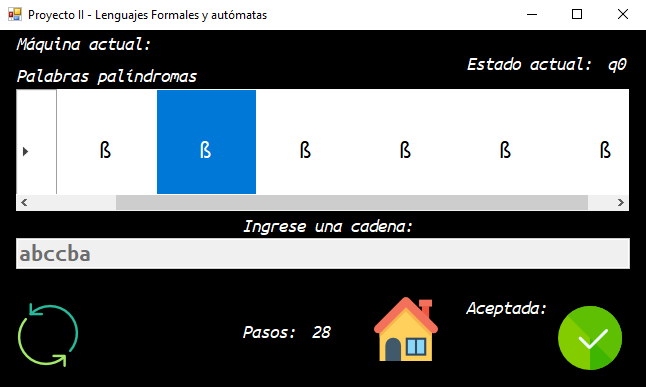 Proyecto II - Lenguajes Formales y autómatas
Máquina actual:
Estado actual: q0
Palabras palíndromas
ß ß ß ß ß ß
Ingrese una cadena:
abccba
Aceptada:
Pasos: 28